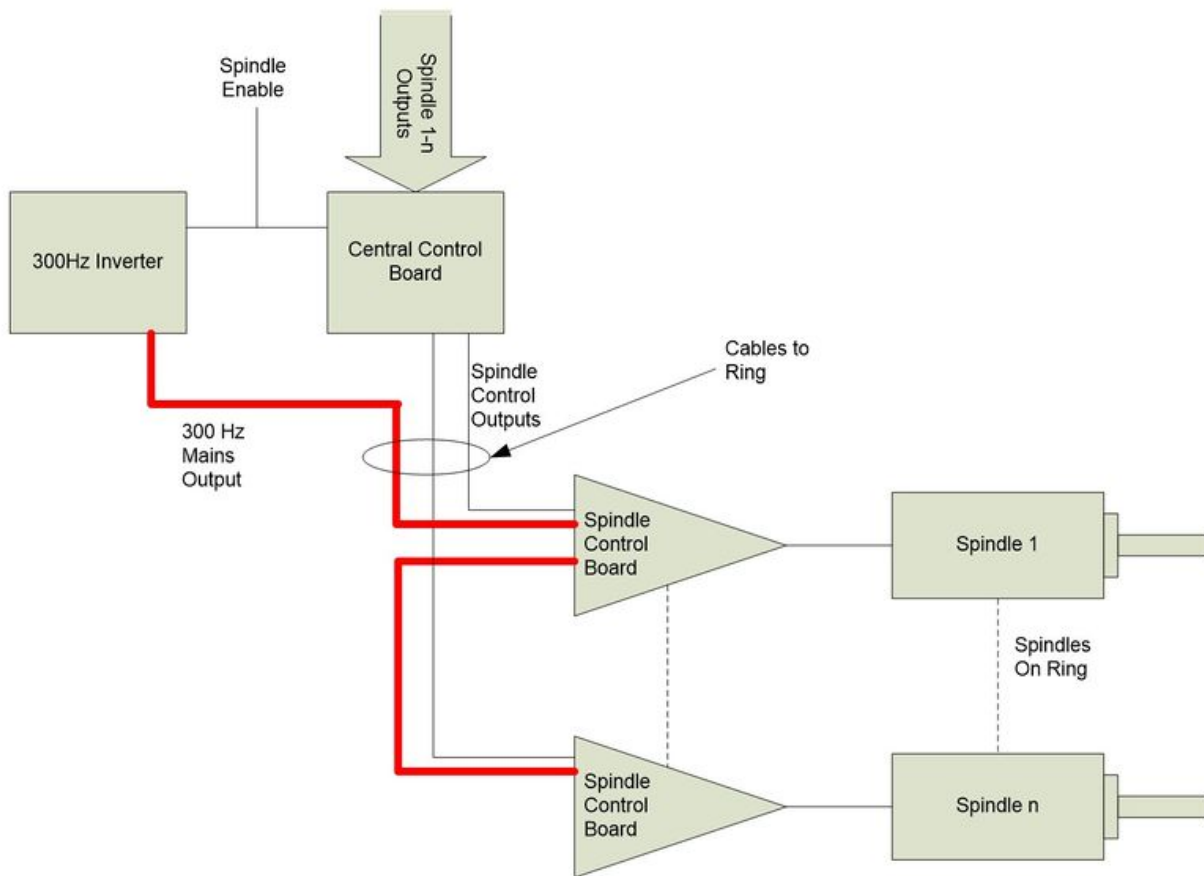 Spindle
Enable
Spindle 1-n
Outputs
300Hz Inverter
Central Control
Board
Cables to
Ring
Spindle
Control
Outputs
300 Hz
Mains
Output
Spindle
Control
Board
Spindle 1
Spindles
On Ring
Spindle
Control
Board
Spindle n